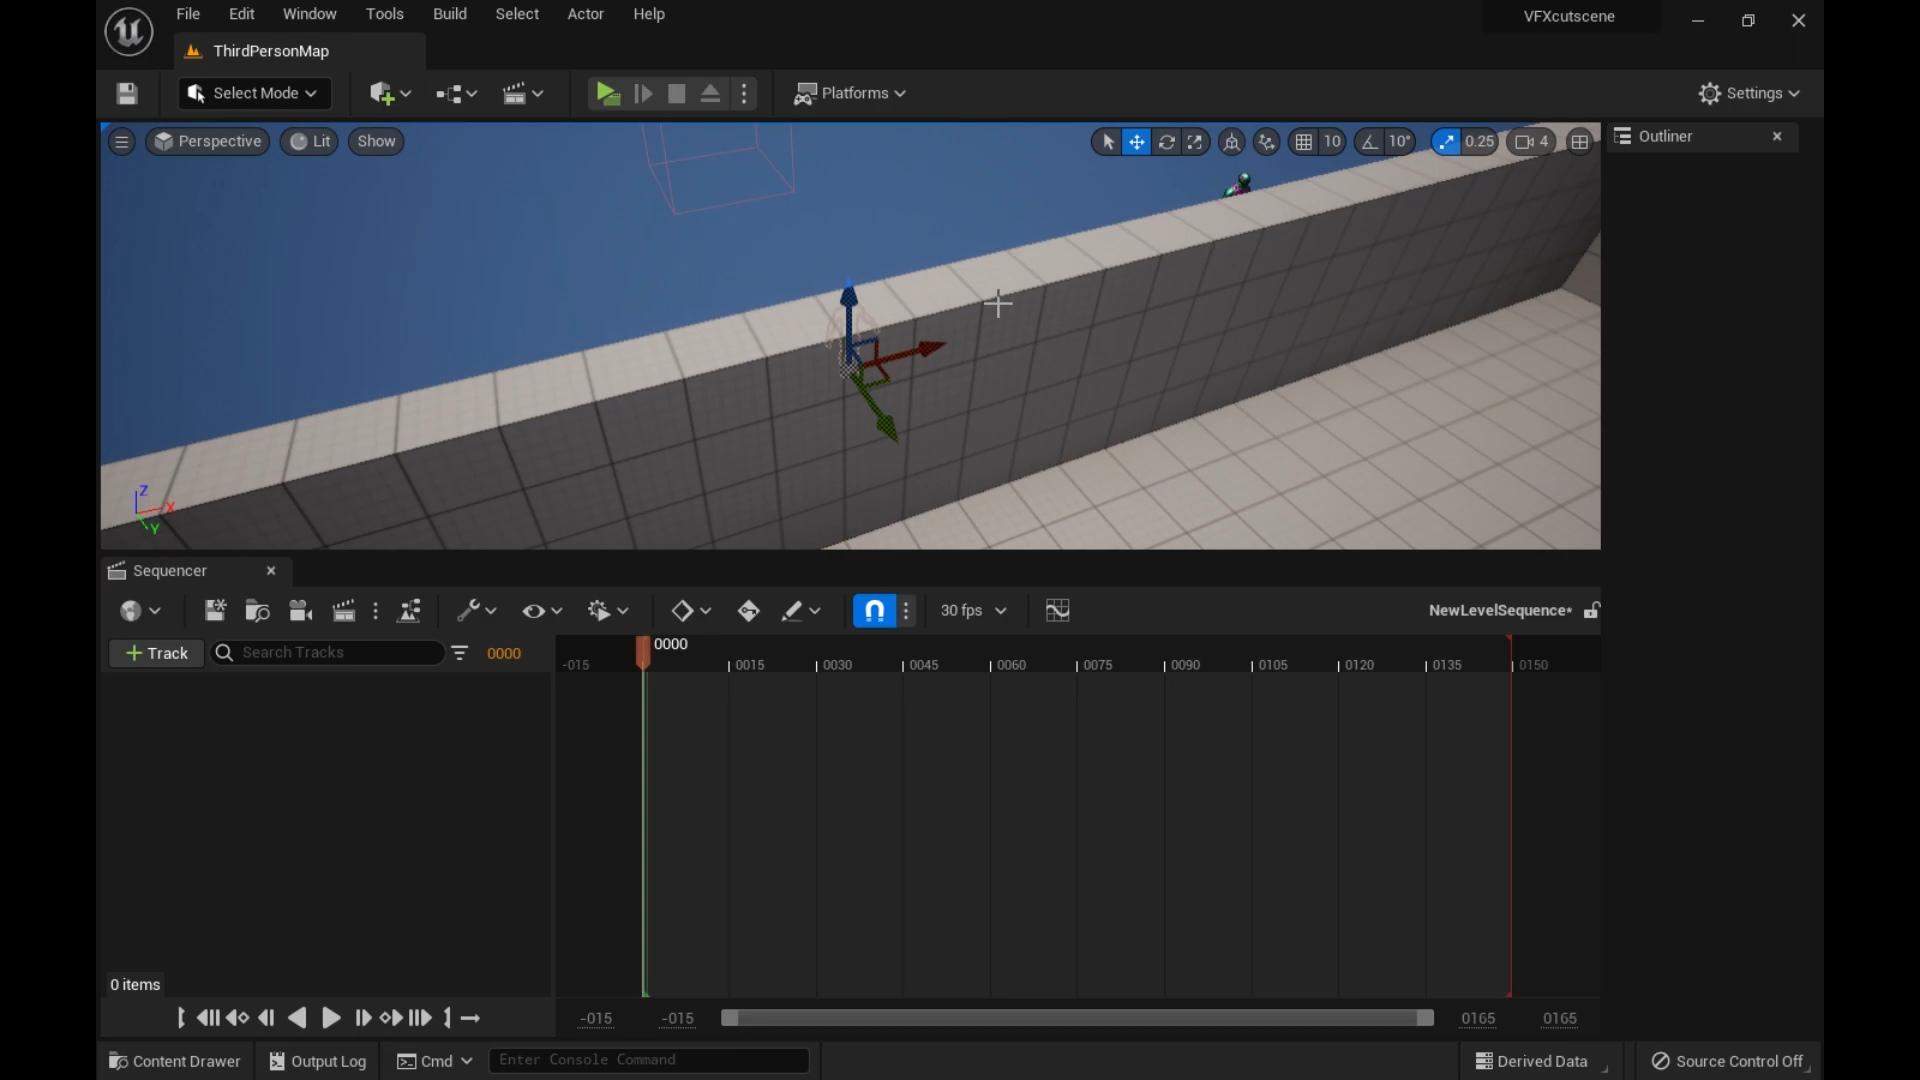 File Edit Window Tools Build Select Actor Help
VFXcutscene
ThirdPersonMap
Select Mode
Platforms
Settings
Perspective Lit Show
10 10° 0.25 4
Outliner
Z
X
Y
Sequencer
30 fps
NewLevelSequence*
+ Track Search Tracks 0000
0000
-015 0015 0030 0045 0060 0075 0090 0105 0120 0135 0150
0 items
-015 -015 0165 0165
Content Drawer Output Log Cmd Enter Console Command Derived Data Source Control Off